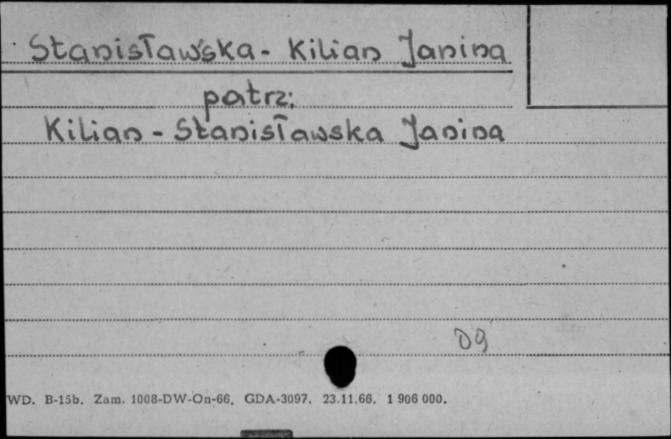 Stanisławska - Kilian Janina
patrz:
Kilian - Stanisławska Janina
09
WD. B-15b. Zam. 1008-DW-On-66. GDA-3097. 23.11.66. 1 906 000.